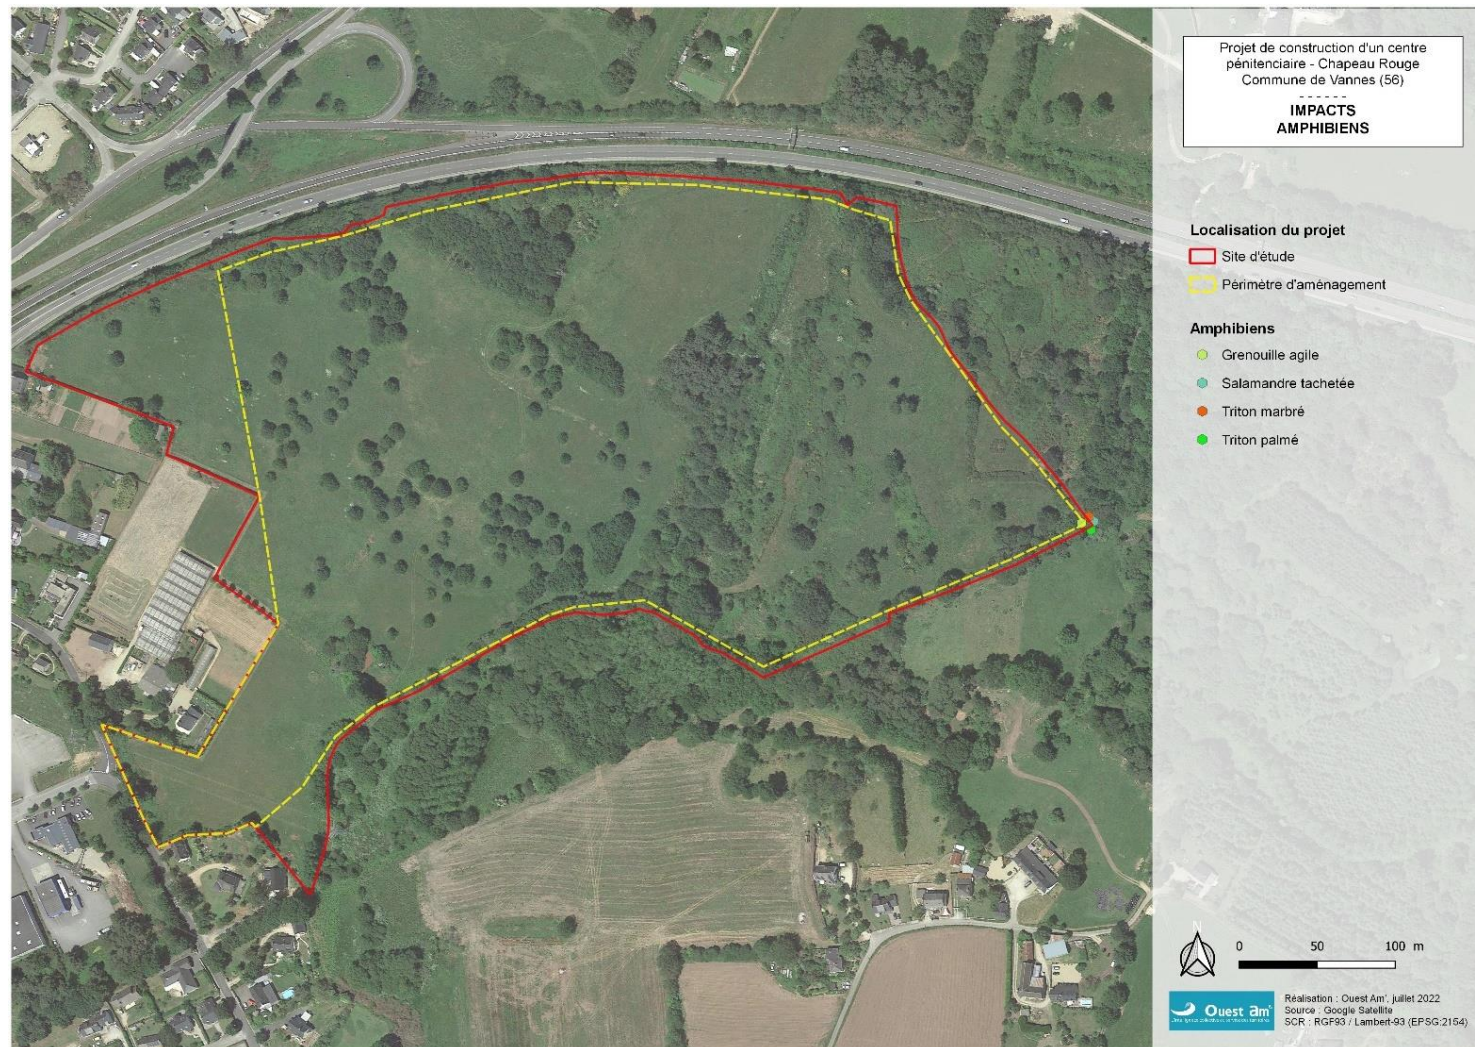 Projet de construction d'un centre
pénitenciaire - Chapeau Rouge
Commune de Vannes (56)
------
IMPACTS
AMPHIBIENS
Localisation du projet
Site d'étude
Périmètre d'aménagement
Amphibiens
Grenouille agile
Salamandre tachetée
Triton marbré
Triton palmé
N
0 50 100 m
Ouest am'
Réalisation : Ouest Am', juillet 2022
Source : Google Satellite
SCR : RGF93 / Lambert-93 (EPSG:2154)